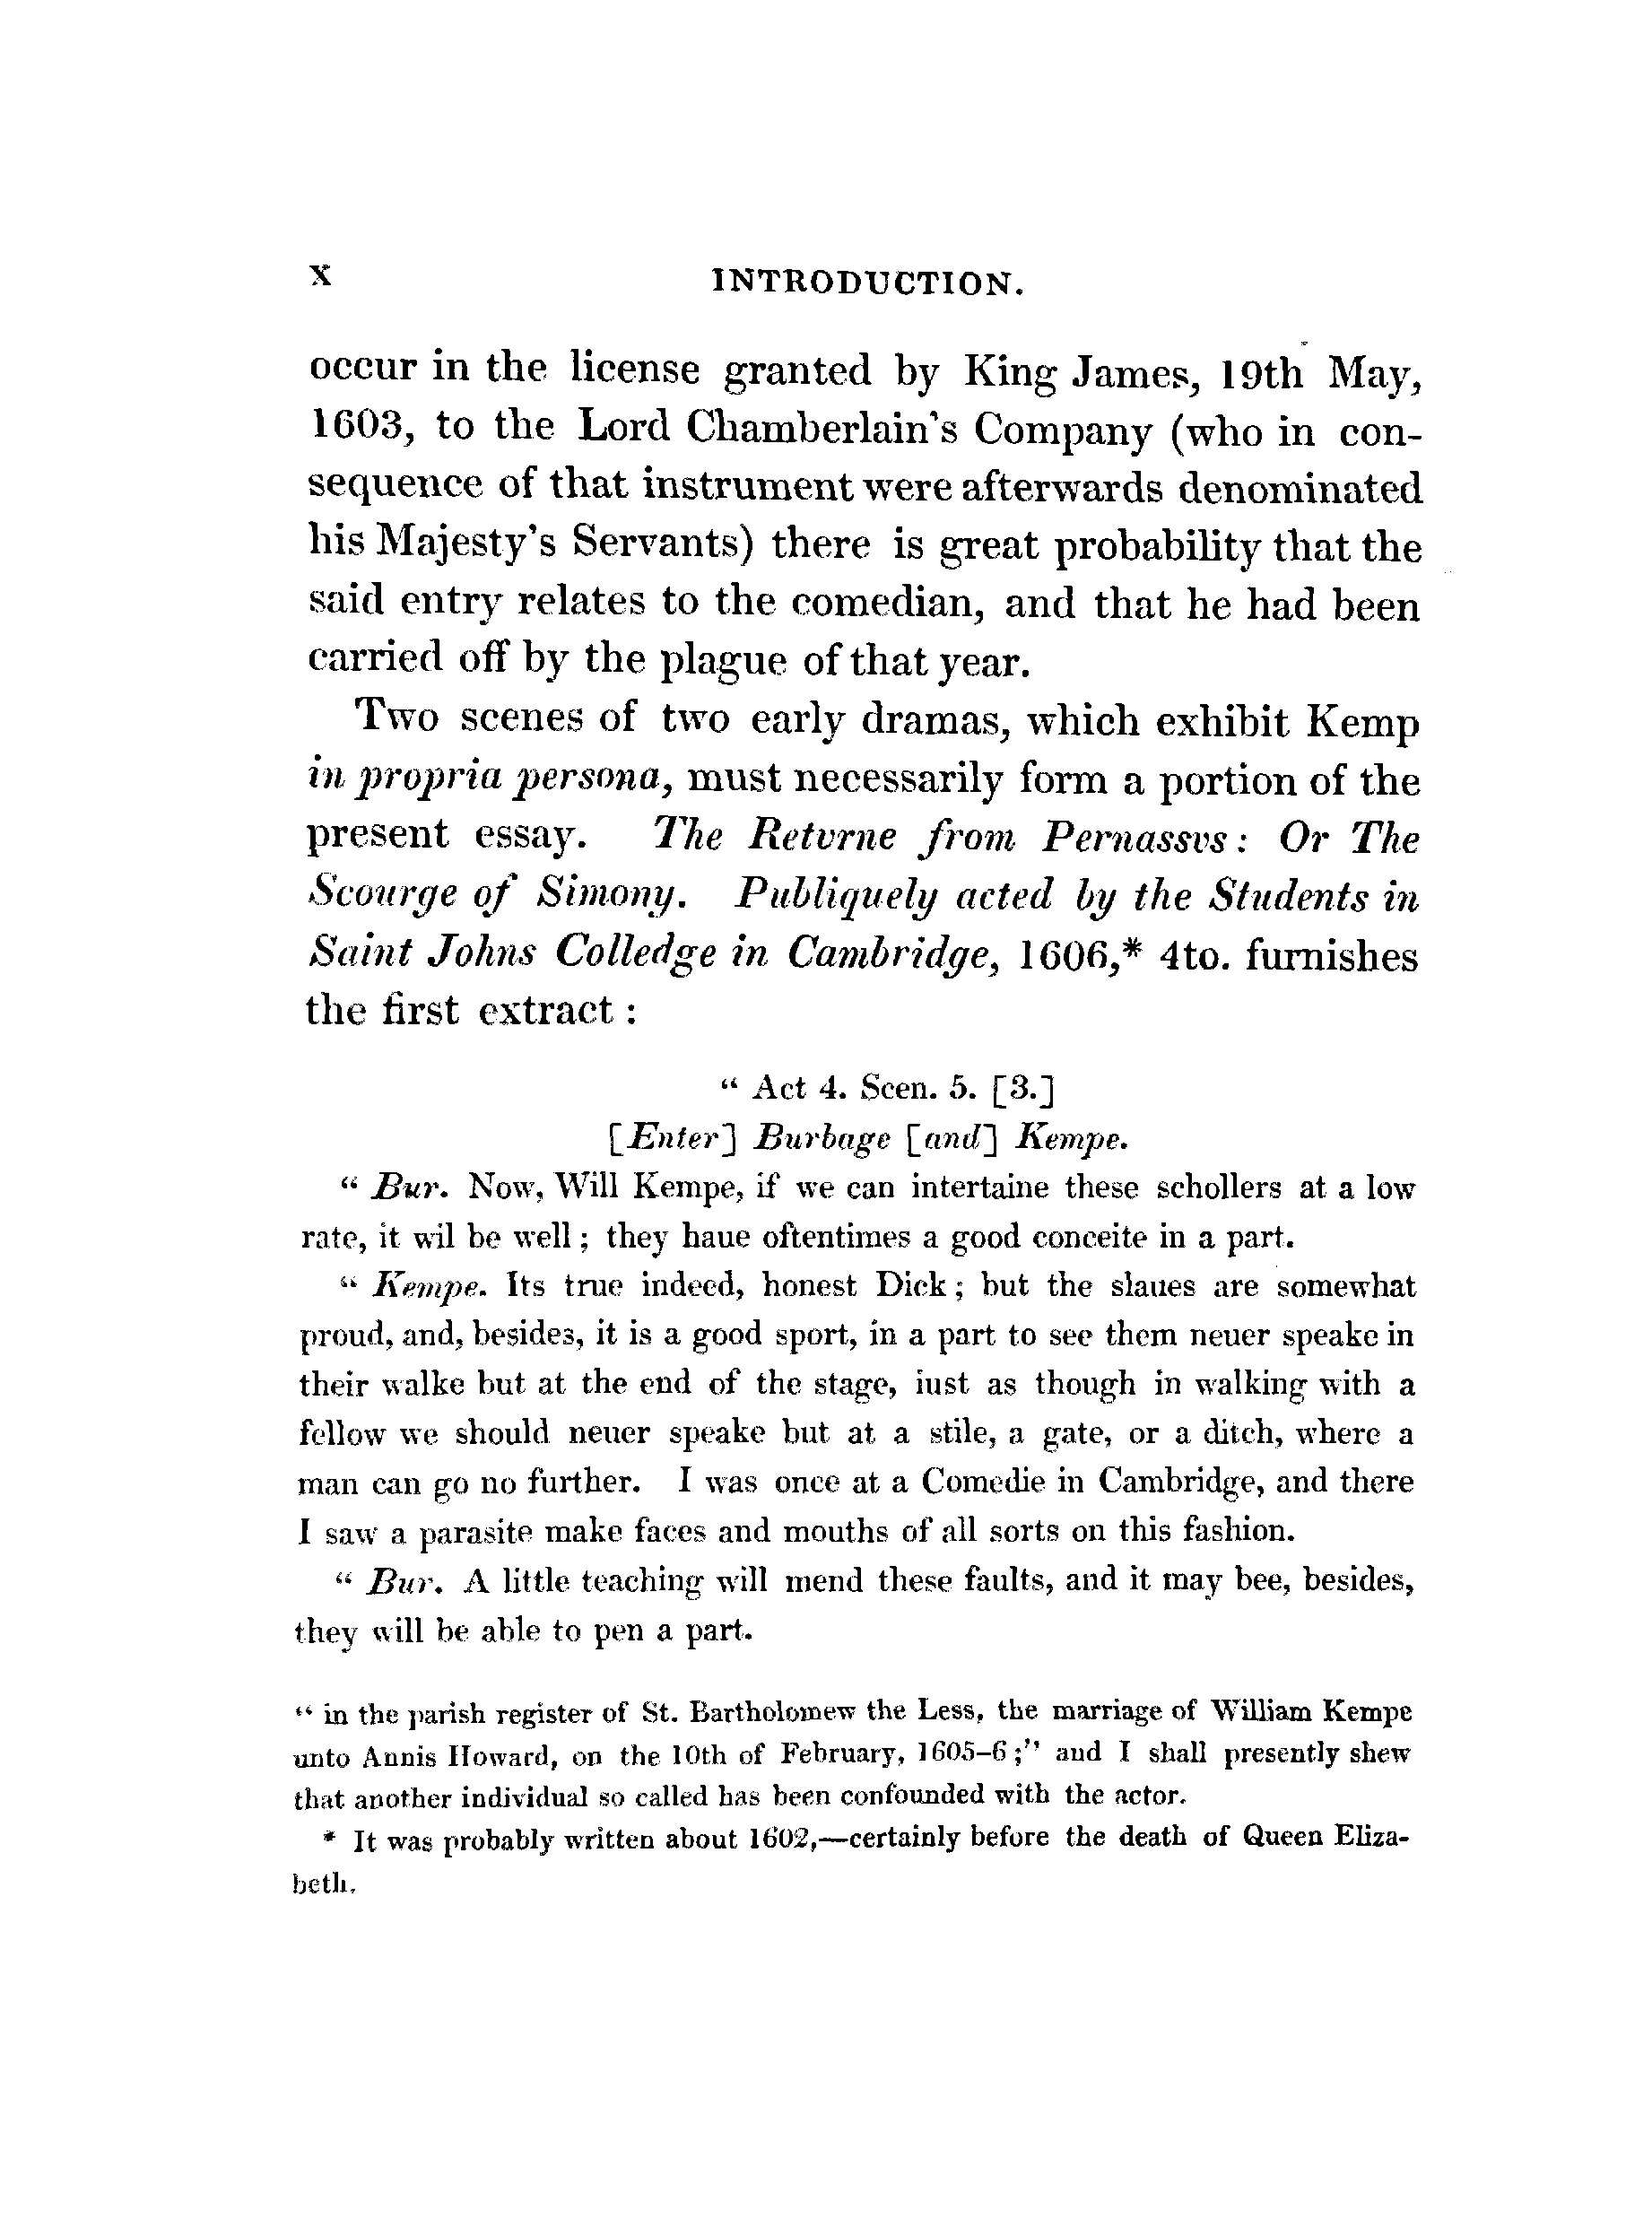 x INTRODUCTION.
occur in the license granted by King James, 19th May,
1603, to the Lord Chamberlain's Company (who in con-
sequence of that instrument were afterwards denominated
his Majesty's Servants) there is great probability that the
said entry relates to the comedian, and that he had been
carried off by the plague of that year.
Two scenes of two early dramas, which exhibit Kemp
in propria persona, must necessarily form a portion of the
present essay. The Retvrne from Pernassvs: Or The
Scourge of Simony. Publiquely acted by the Students in
Saint Johns Colledge in Cambridge, 1606,* 4to. furnishes
the first extract :
“ Act 4. Scen. 5. [3.]
[Enter] Burbage [and] Kempe.
“ Bur. Now, Will Kempe, if we can intertaine these schollers at a low
rate, it wil be well ; they haue oftentimes a good conceite in a part.
“ Kempe. Its true indeed, honest Dick ; but the slaues are somewhat
proud, and, besides, it is a good sport, in a part to see them neuer speake in
their walke but at the end of the stage, iust as though in walking with a
fellow we should neuer speake but at a stile, a gate, or a ditch, where a
man can go no further. I was once at a Comedie in Cambridge, and there
I saw a parasite make faces and mouths of all sorts on this fashion.
“ Bur. A little teaching will mend these faults, and it may bee, besides,
they will be able to pen a part.
“ in the parish register of St. Bartholomew the Less, the marriage of William Kempe
unto Annis Howard, on the 10th of February, 1605-6 ;” and I shall presently shew
that another individual so called has been confounded with the actor.
* It was probably written about 1602,—certainly before the death of Queen Eliza-
beth.